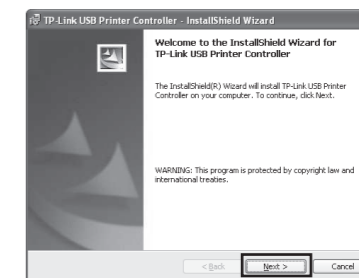 TP-Link USB Printer Controller - InstallShield Wizard
Welcome to the InstallShield Wizard for
TP-Link USB Printer Controller
The InstallShield(R) Wizard will install TP-Link USB Printer
Controller on your computer. To continue, click Next.
WARNING: This program is protected by copyright law and
international treaties.
< Back Next > Cancel